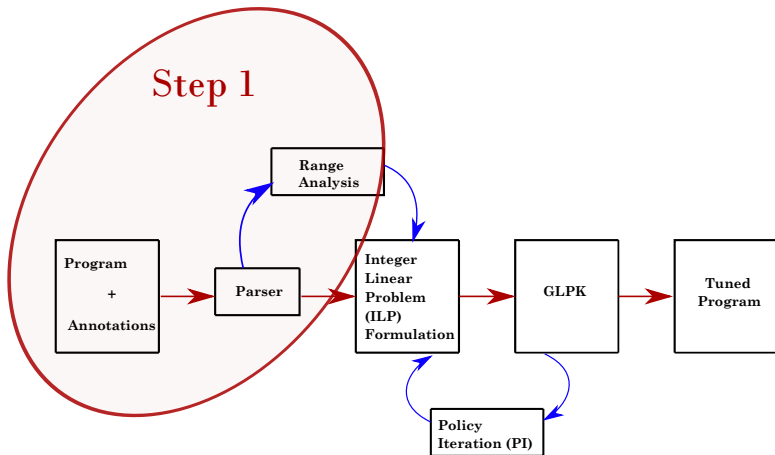 Step 1
Range
Analysis
Program
+
Annotations
Parser
Integer
Linear
Problem
(ILP)
Formulation
GLPK
Tuned
Program
Policy
Iteration (PI)